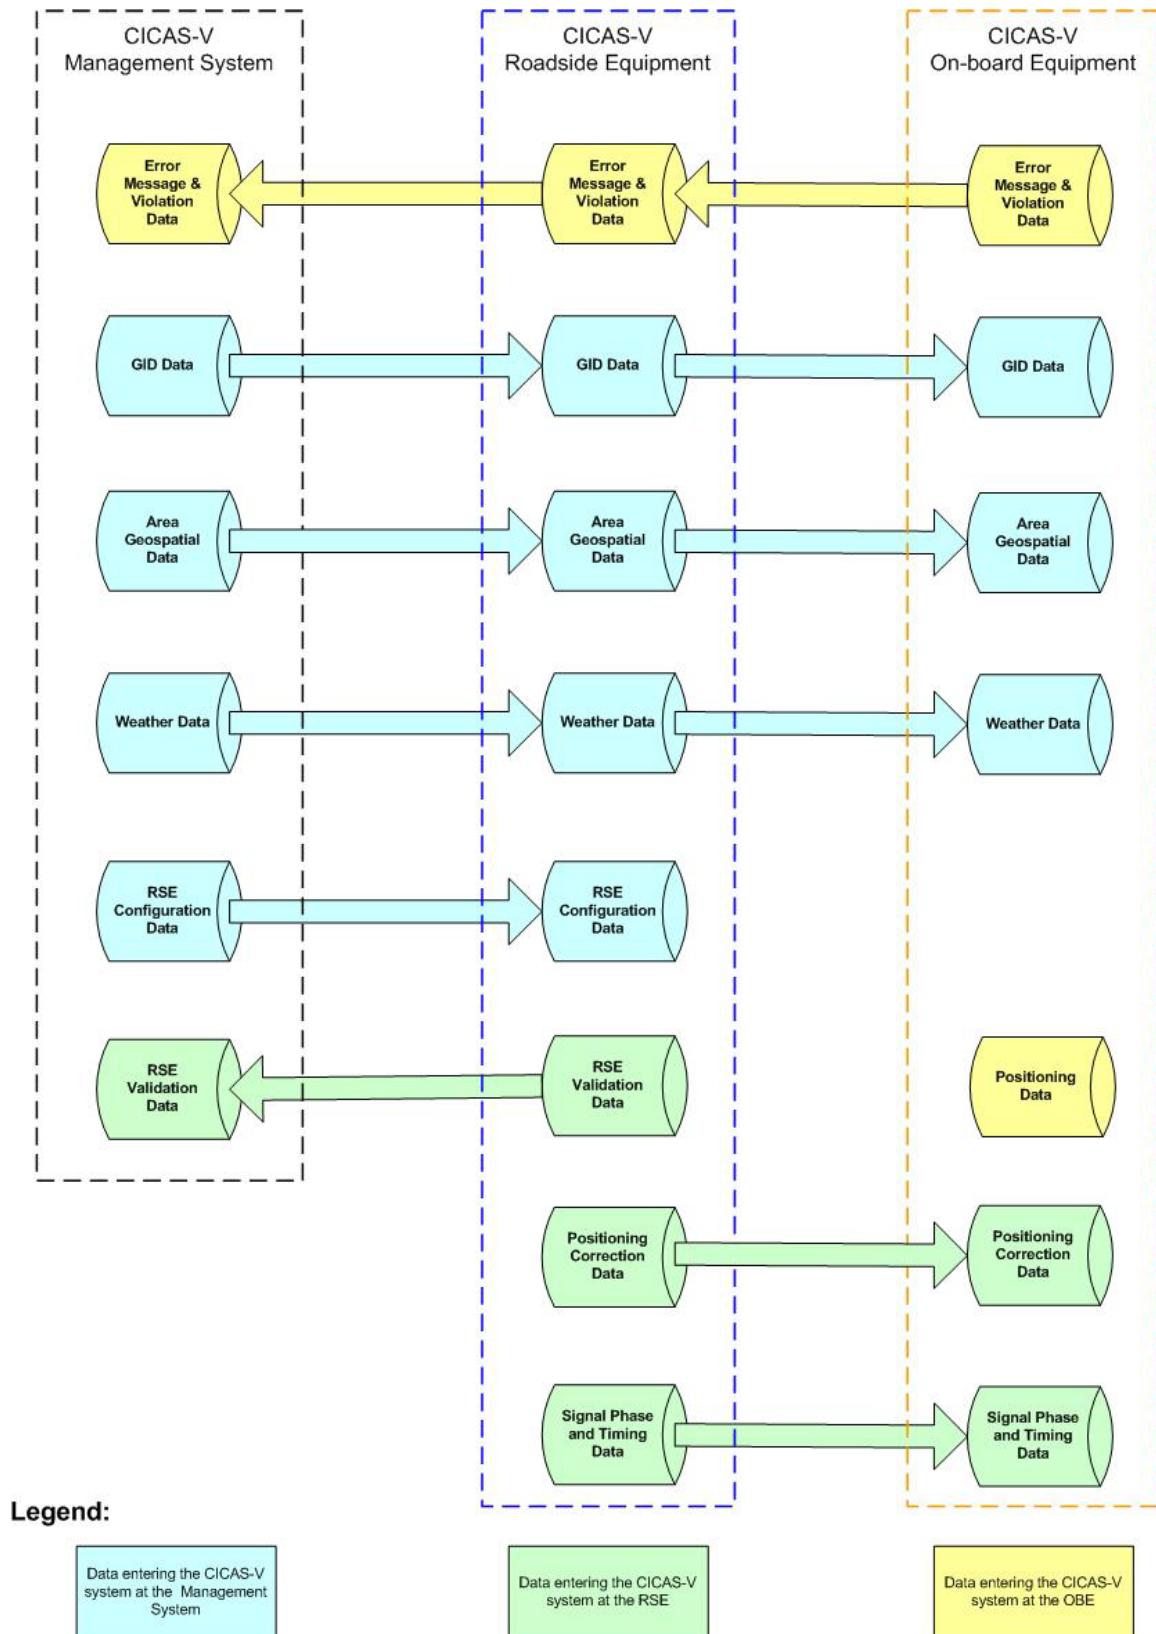 CICAS-V
Management System
CICAS-V
Roadside Equipment
CICAS-V
On-board Equipment
Error
Message &
Violation
Data
Error
Message &
Violation
Data
Error
Message &
Violation
Data
GID Data
GID Data
GID Data
Area
Geospatial
Data
Area
Geospatial
Data
Area
Geospatial
Data
Weather Data
Weather Data
Weather Data
RSE
Configuration
Data
RSE
Configuration
Data
RSE
Validation
Data
RSE
Validation
Data
Positioning
Data
Positioning
Correction
Data
Positioning
Correction
Data
Signal Phase
and Timing
Data
Signal Phase
and Timing
Data
Legend:
Data entering the CICAS-V
system at the Management
System
Data entering the CICAS-V
system at the RSE
Data entering the CICAS-V
system at the OBE